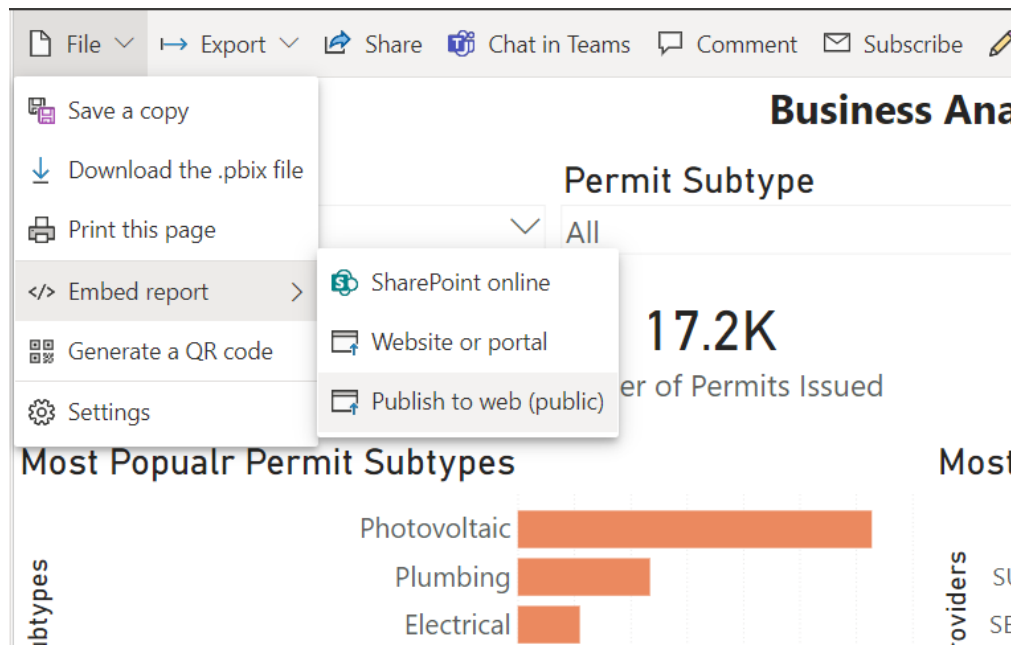 File Export Share Chat in Teams Comment Subscribe
Save a copy
Business Ana
Download the .pbix file
Permit Subtype
Print this page
All
Embed report
SharePoint online
Website or portal
17.2K
Generate a QR code
er of Permits Issued
Publish to web (public)
Settings
Most Popualr Permit Subtypes
Most
Photovoltaic
Plumbing
Electrical
ubtypes
oviders
SU
SE